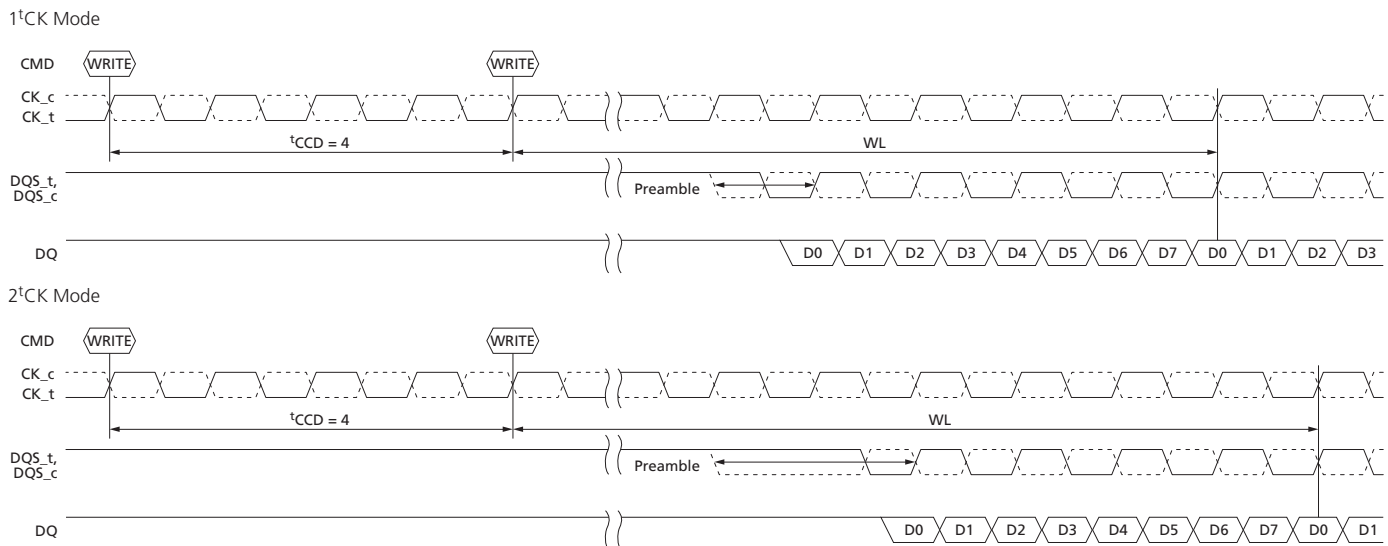 1tCK Mode
CMD WRITE WRITE
CK_c
CK_t
tCCD = 4 WL
DQS_t,
DQS_c Preamble
DQ D0 D1 D2 D3 D4 D5 D6 D7 D0 D1 D2 D3
2tCK Mode
CMD WRITE WRITE
CK_c
CK_t
tCCD = 4 WL
DQS_t,
DQS_c Preamble
DQ D0 D1 D2 D3 D4 D5 D6 D7 D0 D1